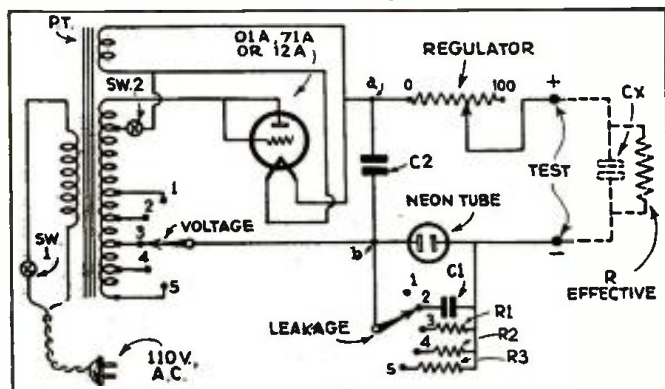 P.T.
01A, 71A
OR 12A
REGULATOR
SW.2
a
0
100
+
CX
C2
TEST
NEON TUBE
1
2
3
4
5
VOLTAGE
b
-
SW.
1
C1
1
2
3
4
5
R1
R2
R3
LEAKAGE
R
EFFECTIVE
110V.,
A.C.